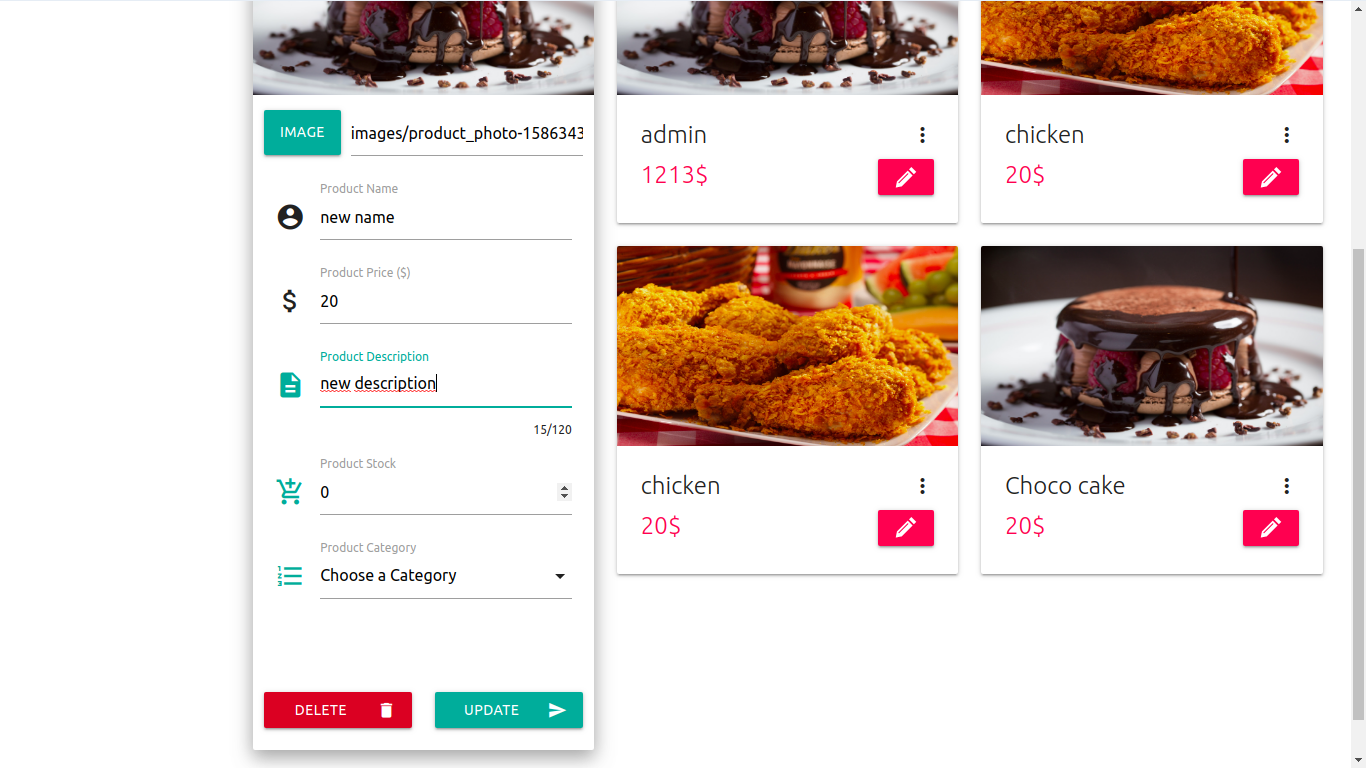 IMAGE
images/product_photo-1586343
Product Name
new name
Product Price ($)
20
Product Description
new description
15/120
Product Stock
0
Product Category
Choose a Category
DELETE
UPDATE
admin
1213$
chicken
20$
chicken
20$
Choco cake
20$